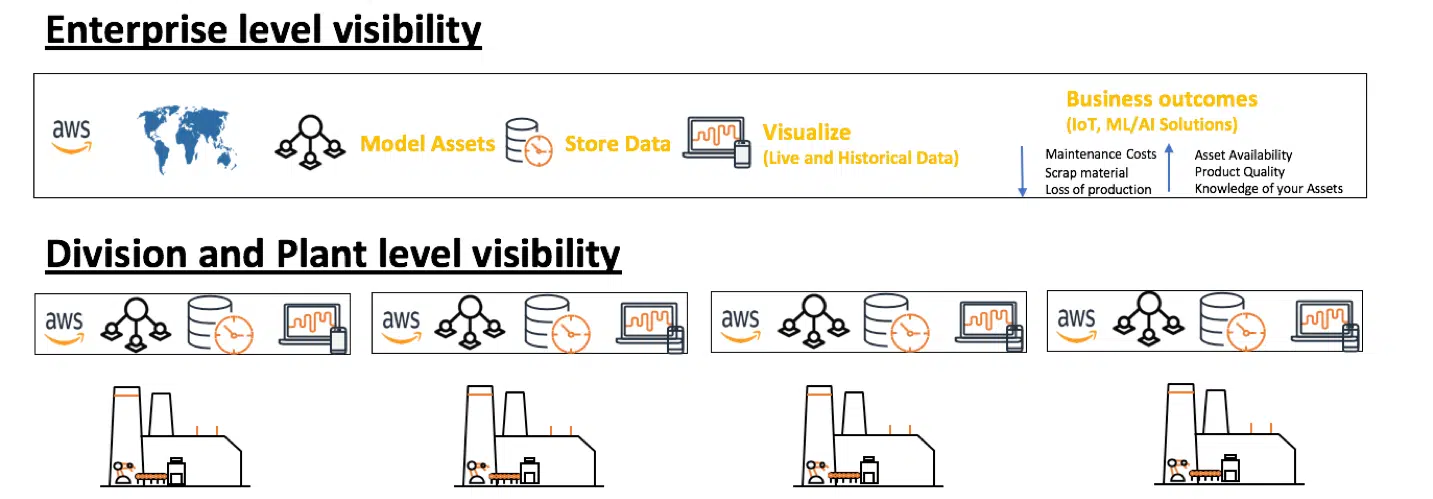 Enterprise level visibility
aws
Model Assets
Store Data
Visualize
(Live and Historical Data)
Business outcomes
(IoT, ML/AI Solutions)
Maintenance Costs
Scrap material
Loss of production
Asset Availability
Product Quality
Knowledge of your Assets
Division and Plant level visibility
aws
aws
aws
aws